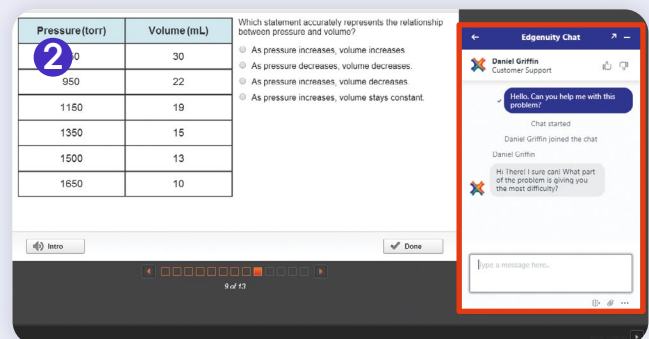 Pressure(torr) Volume(mL)
2 30
950 22
1150 19
1350 15
1500 13
1650 10
Which statement accurately represents the relationship
between pressure and volume?
As pressure increases, volume increases
As pressure decreases, volume decreases.
As pressure increases, volume decreases.
As pressure increases, volume stays constant.
Intro
Done
9 of 13
Edgenuity Chat
Daniel Griffin
Customer Support
Hello. Can you help me with this
problem?
Chat started
Daniel Griffin joined the chat
Daniel Griffin
Hi There! I sure can! What part
of the problem is giving you
the most difficulty?
Type a message here..